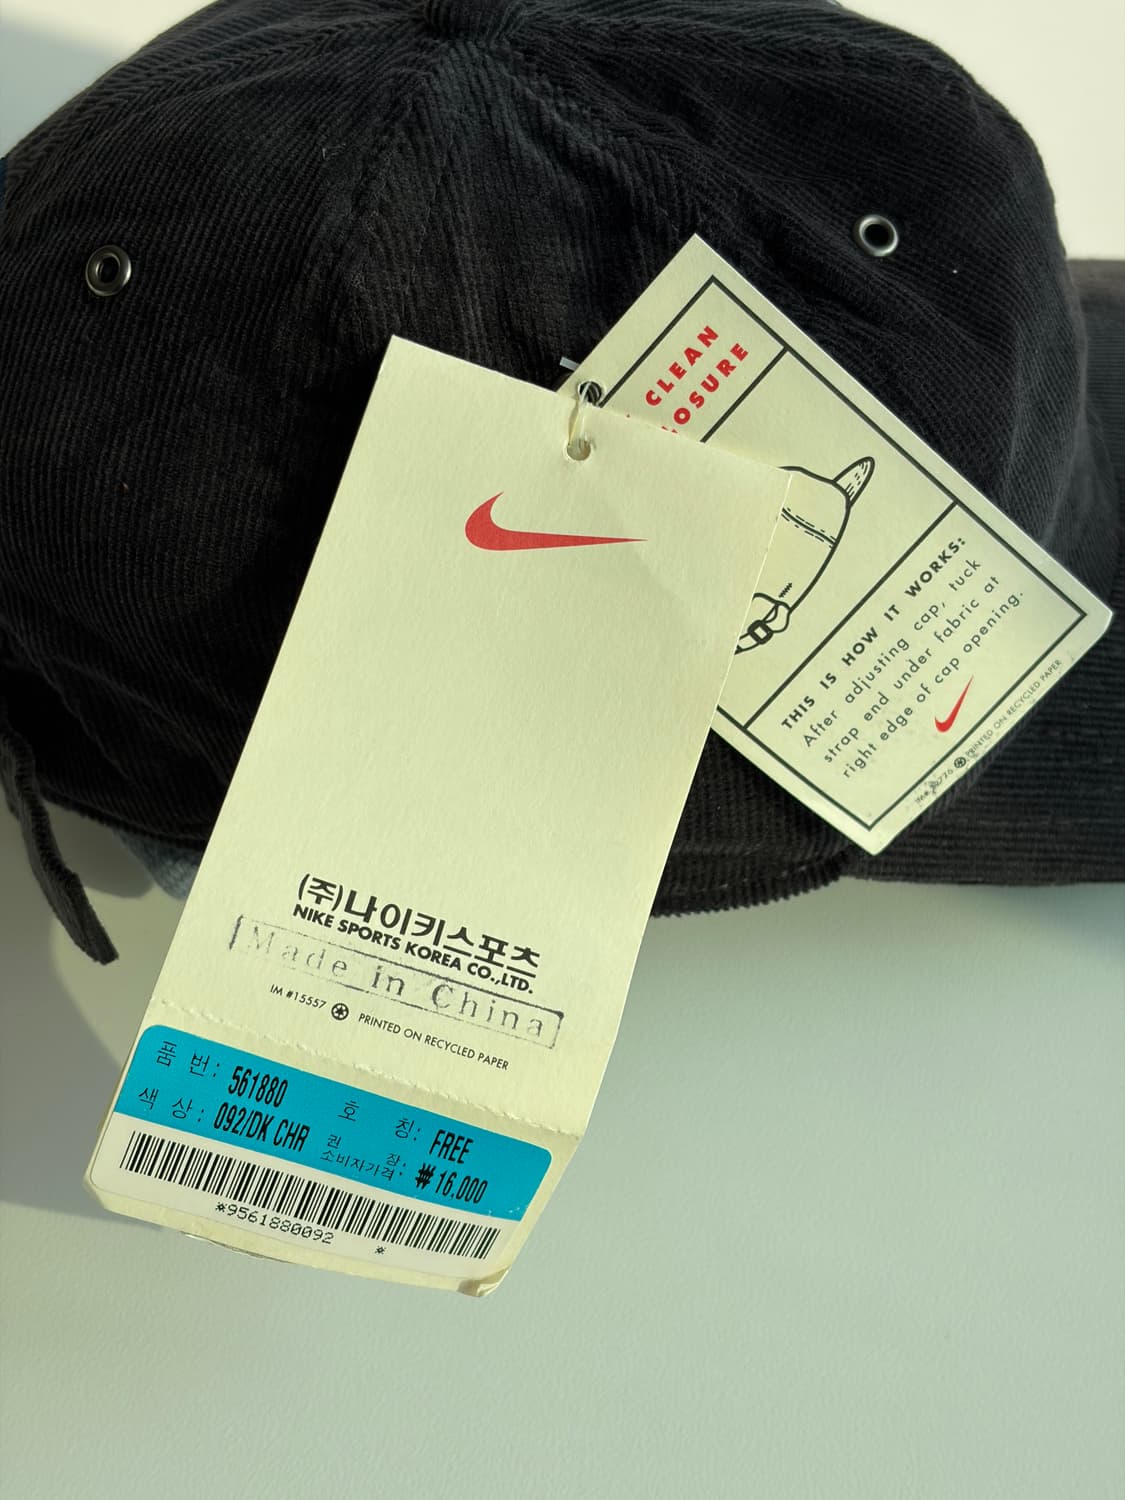 CLEAN
THIS IS HOW IT WORKS:
After adjusting cap, tuck
strap end under fabric at
right edge of cap opening.
PRINTED ON RECYCLED PAPER
(주)나이키스포츠
NIKE SPORTS KOREA CO.,LTD.
Made in China
IM #15557 PRINTED ON RECYCLED PAPER
품 번: 561880 호 칭: FREE
색 상: 092/DK CHR 권 장 소비자가격: ₩16,000
*9561880092 *